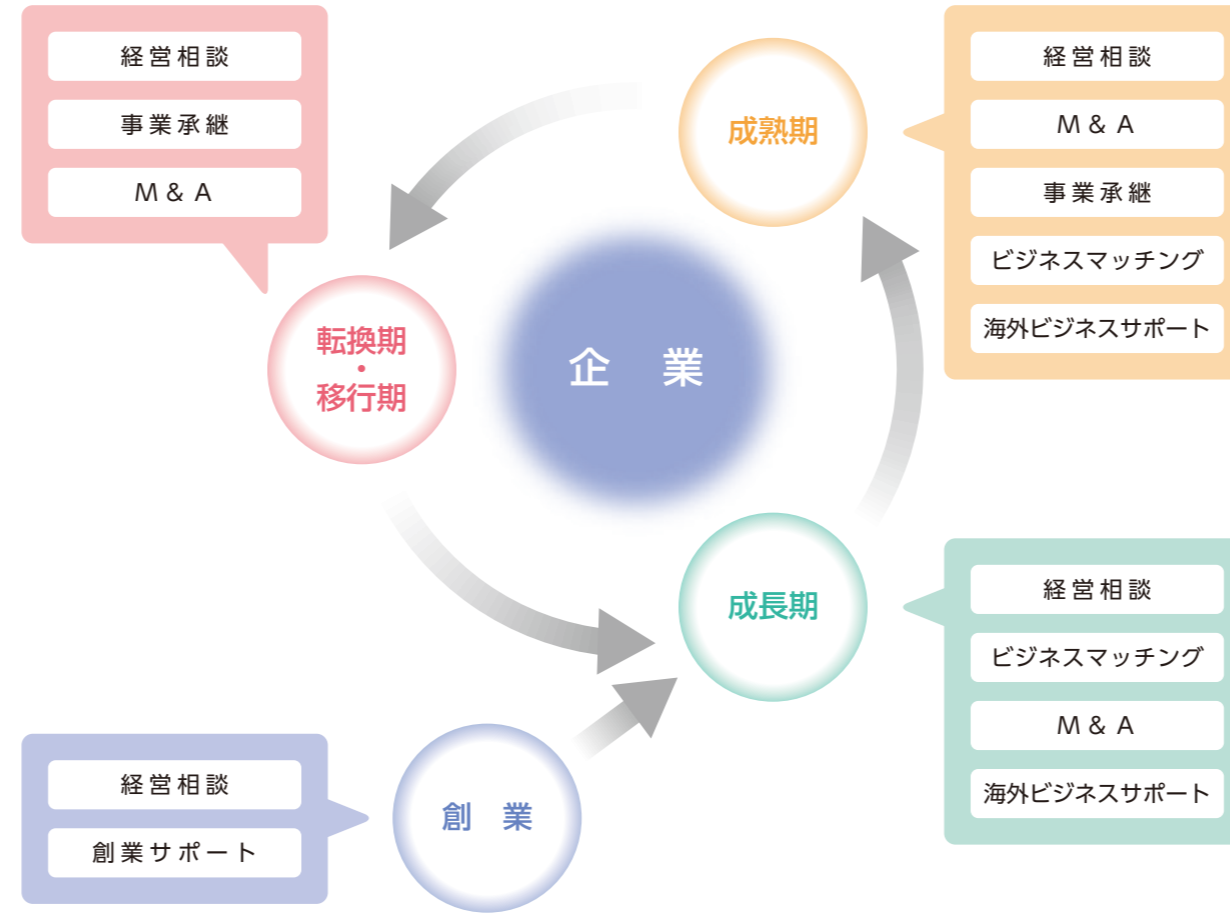 経営相談
事業承継
M & A
転換期
・
移行期
成熟期
経営相談
M & A
事業承継
ビジネスマッチング
海外ビジネスサポート
企 業
成長期
経営相談
ビジネスマッチング
M & A
海外ビジネスサポート
経営相談
創業サポート
創 業